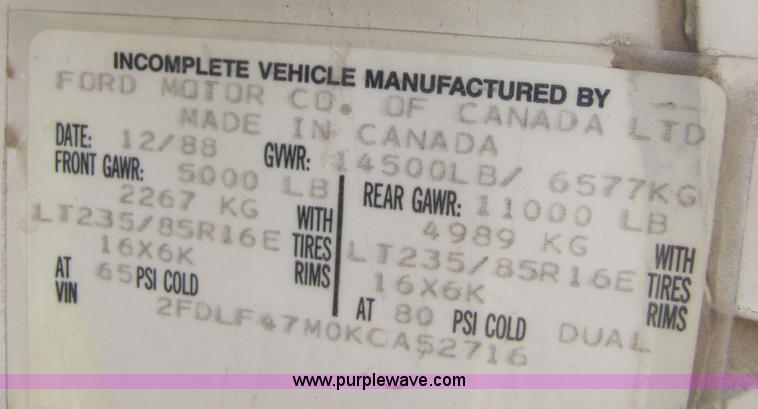 INCOMPLETE VEHICLE MANUFACTURED BY
FORD MOTOR CO. OF CANADA LTD
MADE IN CANADA
DATE: 12/88 GVWR: 14500LB/ 6577KG
FRONT GAWR: 5000 LB
2267 KG WITH
LT235/85R16E TIRES
16X6K RIMS
AT 65 PSI COLD
REAR GAWR: 11000 LB
4989 KG WITH
LT235/85R16E TIRES
16X6K RIMS
AT 80 PSI COLD DUAL
VIN 2FDLF47M0KCA52716
www.purplewave.com